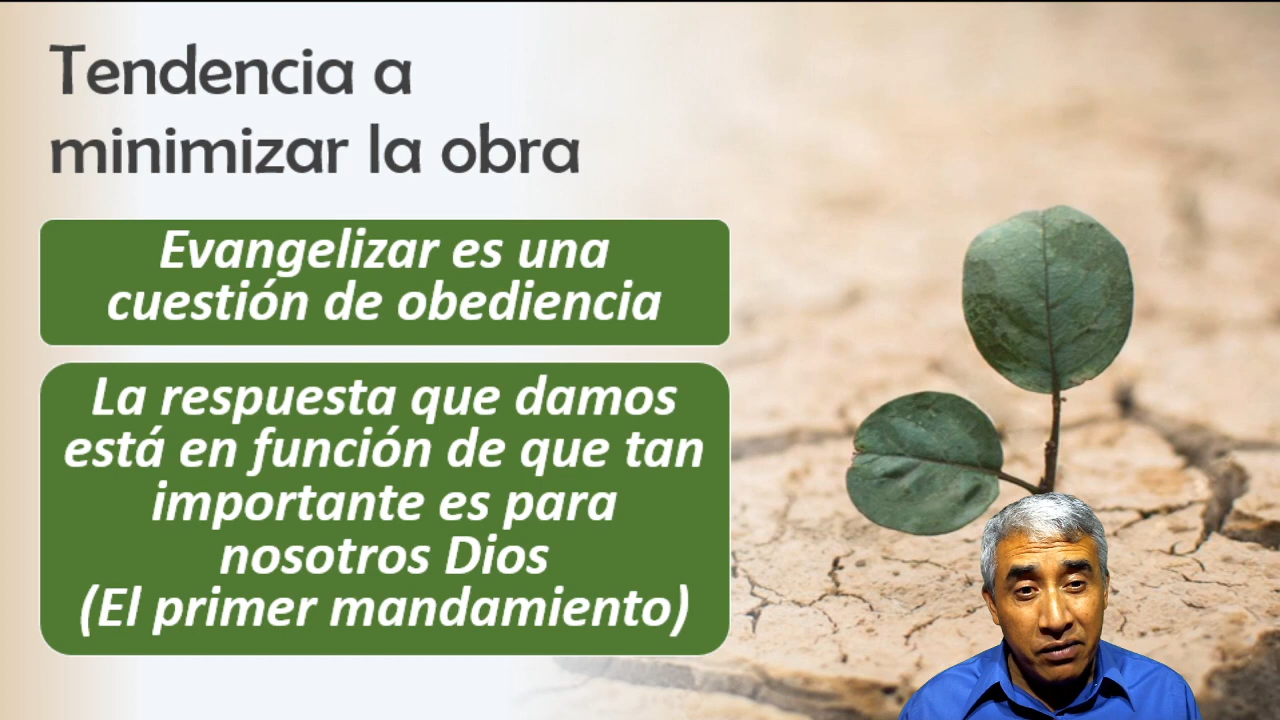 Tendencia a
minimizar la obra
Evangelizar es una
cuestión de obediencia
La respuesta que damos
está en función de que tan
importante es para
nosotros Dios
(El primer mandamiento)